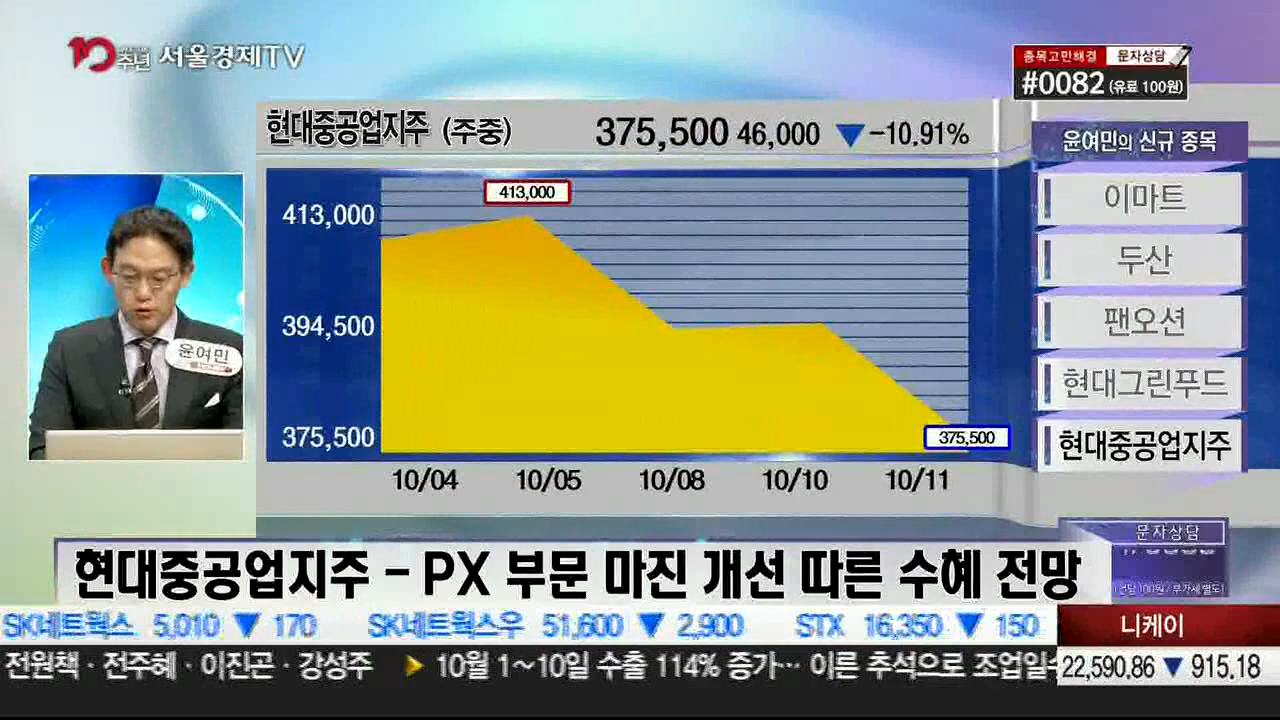 10주년 서울경제TV
종목고민해결 문자상담
#0082 (유료 100원)
현대중공업지주 (주중) 375,500 46,000 ▼-10.91%
413,000
394,500
375,500
413,000
375,500
10/04 10/05 10/08 10/10 10/11
윤여민
윤여민의 신규 종목
이마트
두산
팬오션
현대그린푸드
현대중공업지주
현대중공업지주 - PX 부문 마진 개선 따른 수혜 전망
문자상담
SK네트웍스 5,010 ▼ 170 SK네트웍스우 51,600 ▼ 2,900 STX 16,350 ▼ 150
니케이
전원책·전주혜·이진곤·강성주 ▶ 10월 1~10일 수출 114% 증가… 이른 추석으로 조업일수
22,590.86 ▼ 915.18